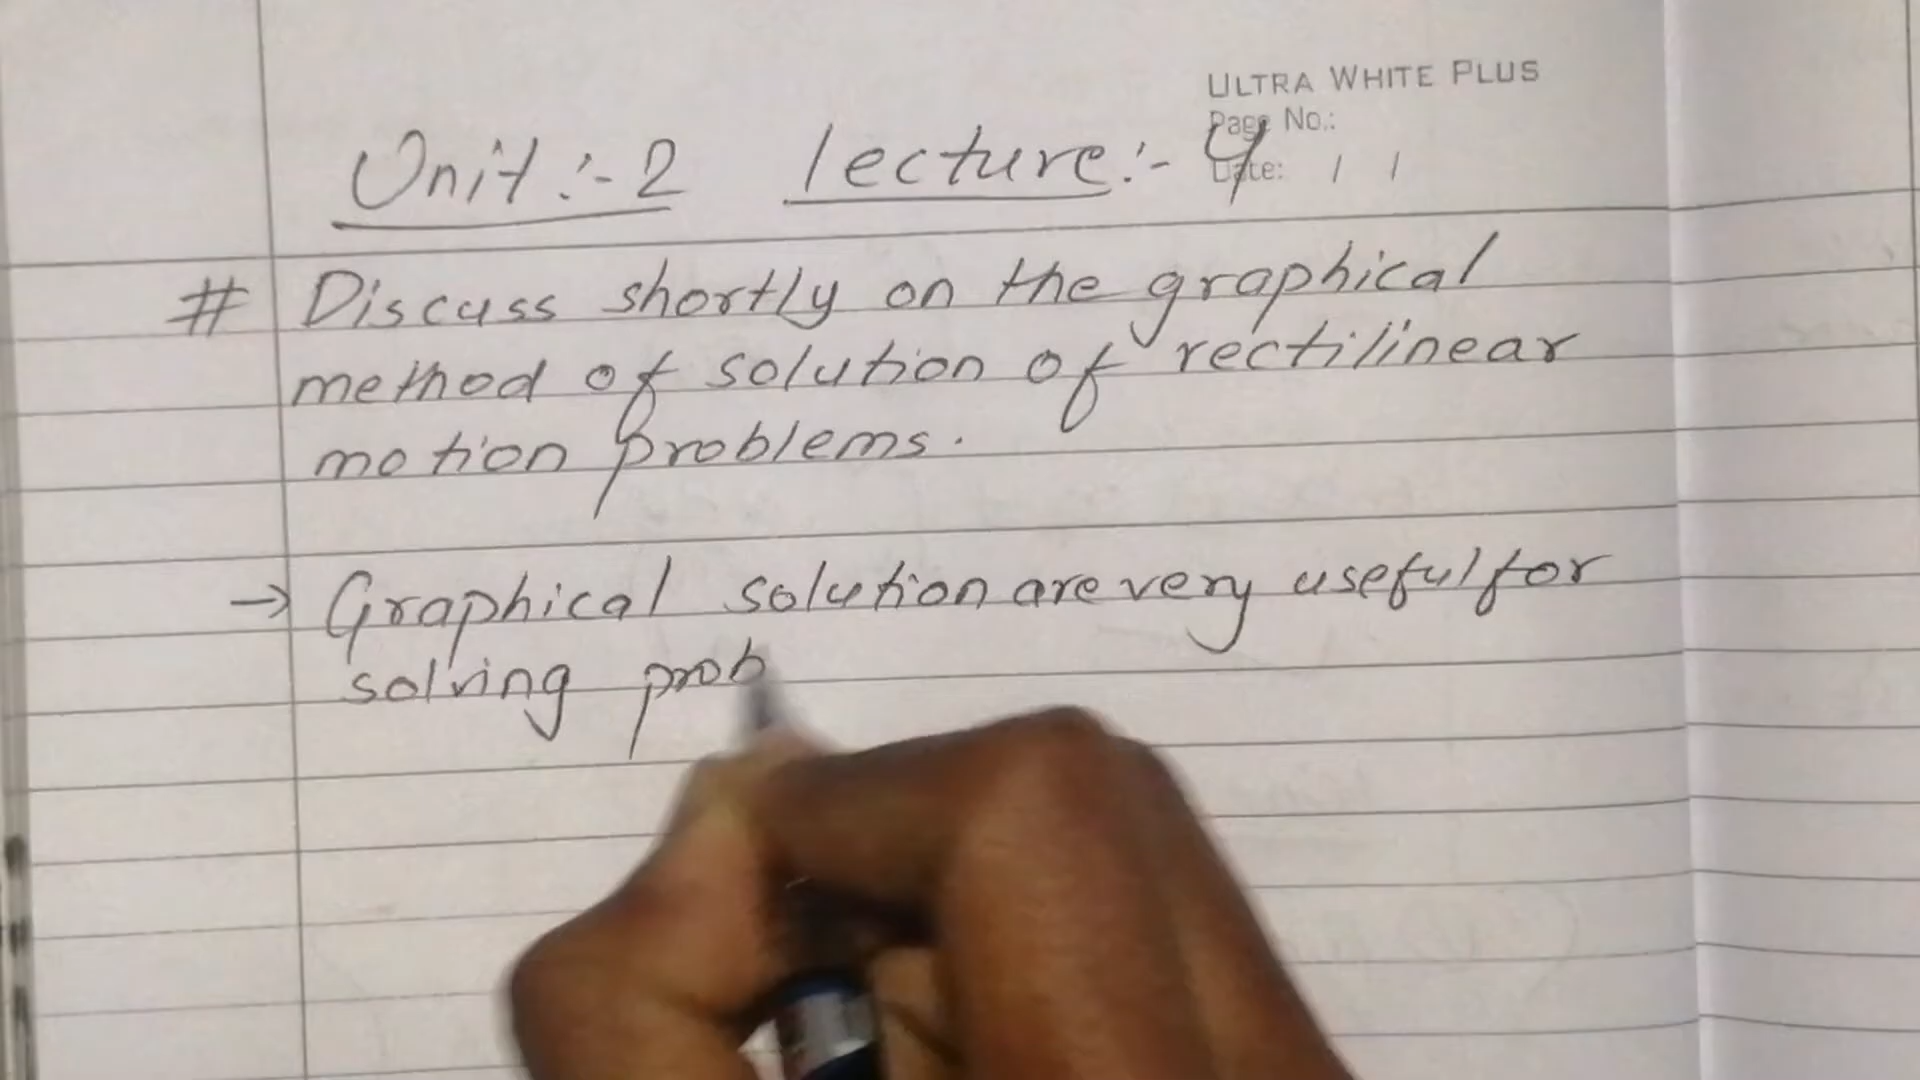 ULTRA WHITE PLUS
Page No.:
Date: / /
Unit :- 2 lecture :- 4
# Discuss shortly on the graphical
method of solution of rectilinear
motion problems.
→ Graphical solution are very useful for
solving prob